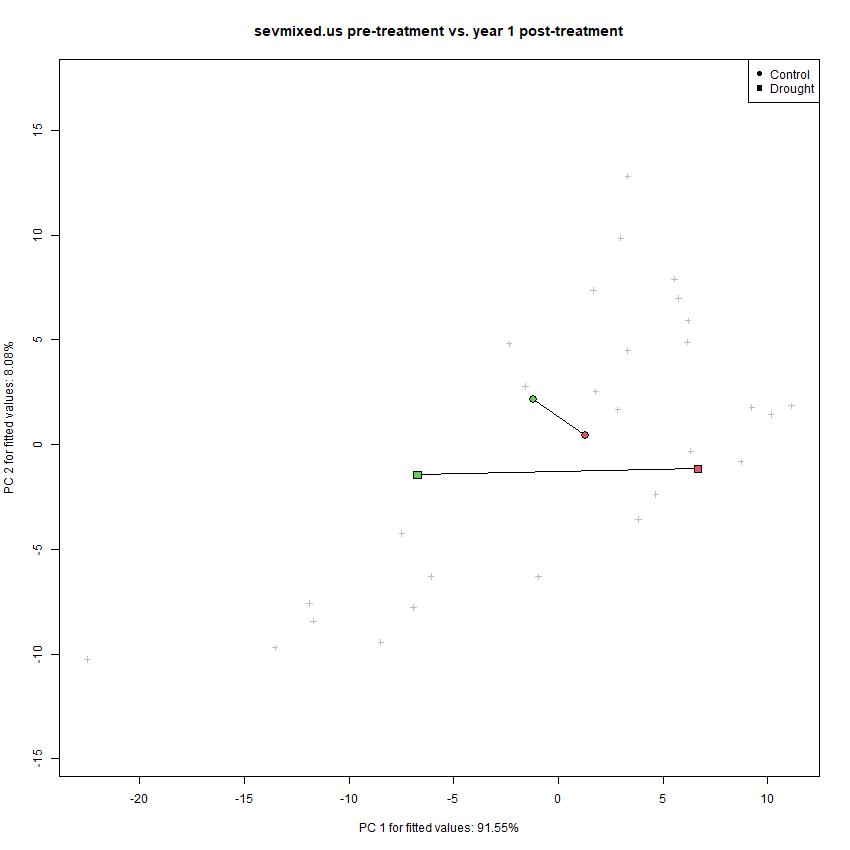 sevmixed.us pre-treatment vs. year 1 post-treatment
Control
Drought
15
10
5
0
-5
-10
-15
PC 2 for fitted values: 8.08%
-20
-15
-10
-5
0
5
10
PC 1 for fitted values: 91.55%